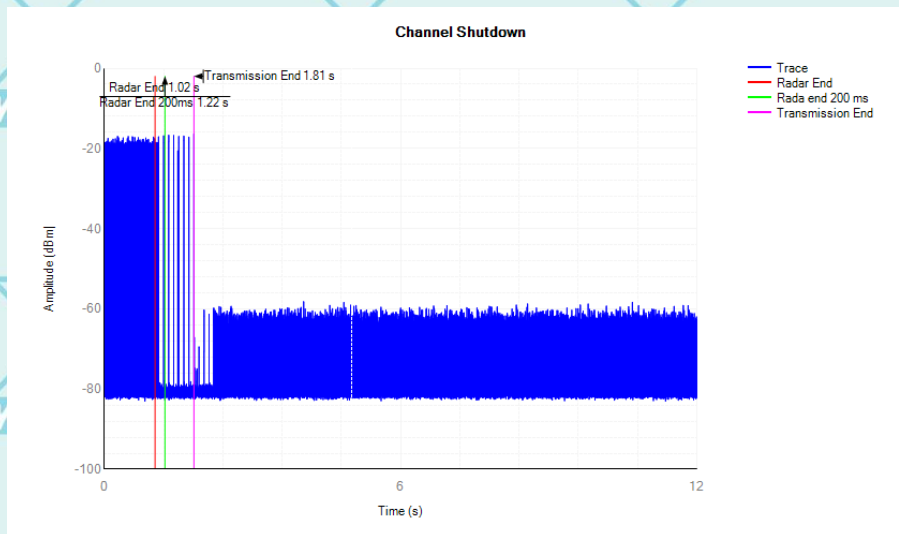 Channel Shutdown
0
Transmission End 1.81 s
Radar End 1.02 s
Radar End 200ms 1.22 s
-20
-40
-60
-80
-100
Amplitude (dBm)
0
6
12
Time (s)
Trace
Radar End
Rada end 200 ms
Transmission End